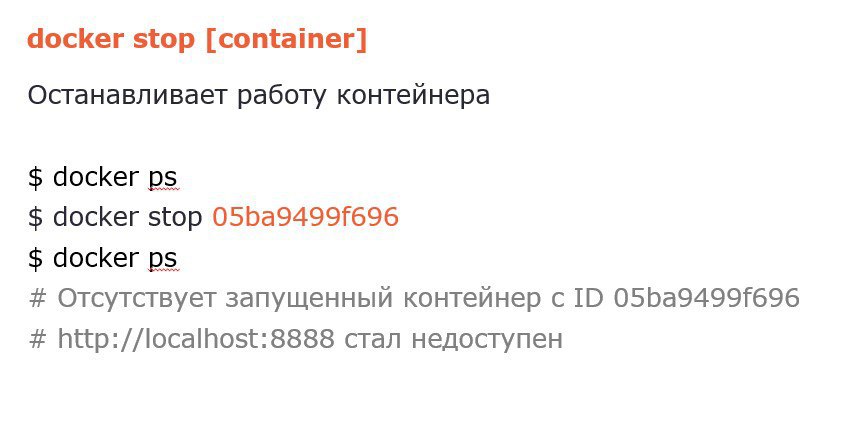 docker stop [container]
Останавливает работу контейнера
$ docker ps
$ docker stop 05ba9499f696
$ docker ps
# Отсутствует запущенный контейнер с ID 05ba9499f696
# http://localhost:8888 стал недоступен